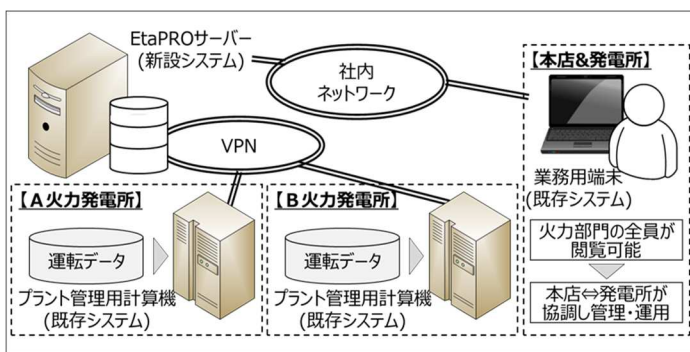 EtaPROサーバー
(新設システム)
社内
ネットワーク
VPN
【本店&発電所】
業務用端末
(既存システム)
火力部門の全員が
閲覧可能
本店⇔発電所が
協調し管理・運用
【A火力発電所】
運転データ
プラント管理用計算機
(既存システム)
【B火力発電所】
運転データ
プラント管理用計算機
(既存システム)